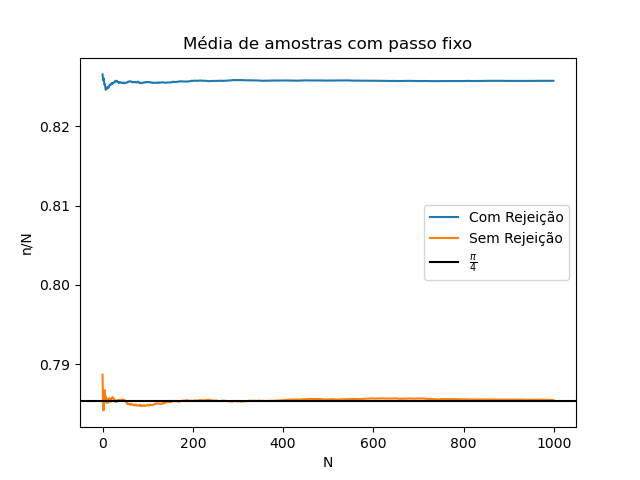 Média de amostras com passo fixo
n/N
0.82
0.81
0.80
0.79
Com Rejeição
Sem Rejeição
π/4
0 200 400 600 800 1000
N